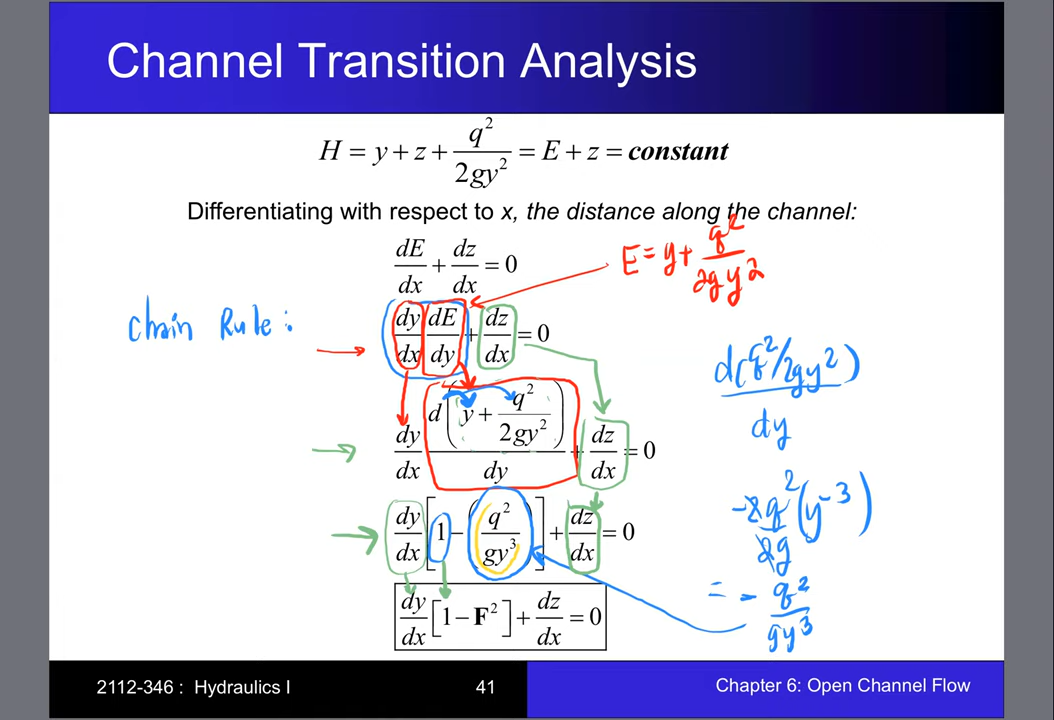 Channel Transition Analysis
H = y + z + q²/2gy² = E + z = constant
Differentiating with respect to x, the distance along the channel:
dE/dx + dz/dx = 0
E = y + q²/2gy²
Chain Rule:
dy/dx dE/dy + dz/dx = 0
d(q²/2gy²)/dy
dy/dx d(y + q²/2gy²)/dy + dz/dx = 0
-2q²/2g (y⁻³)
dy/dx [1 - (q²/gy³)] + dz/dx = 0
= - q²/gy³
dy/dx [1 - F²] + dz/dx = 0
2112-346 : Hydraulics I 41 Chapter 6: Open Channel Flow